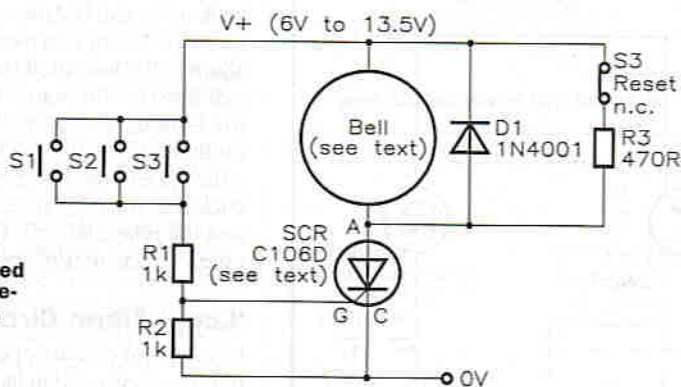 V+ (6V to 13.5V)
S3
Reset
n.c.
Bell
(see text)
D1
1N4001
R3
470R
S1
S2
S3
A
SCR
C106D
(see text)
R1
1k
G
C
R2
1k
0V
ed
e-